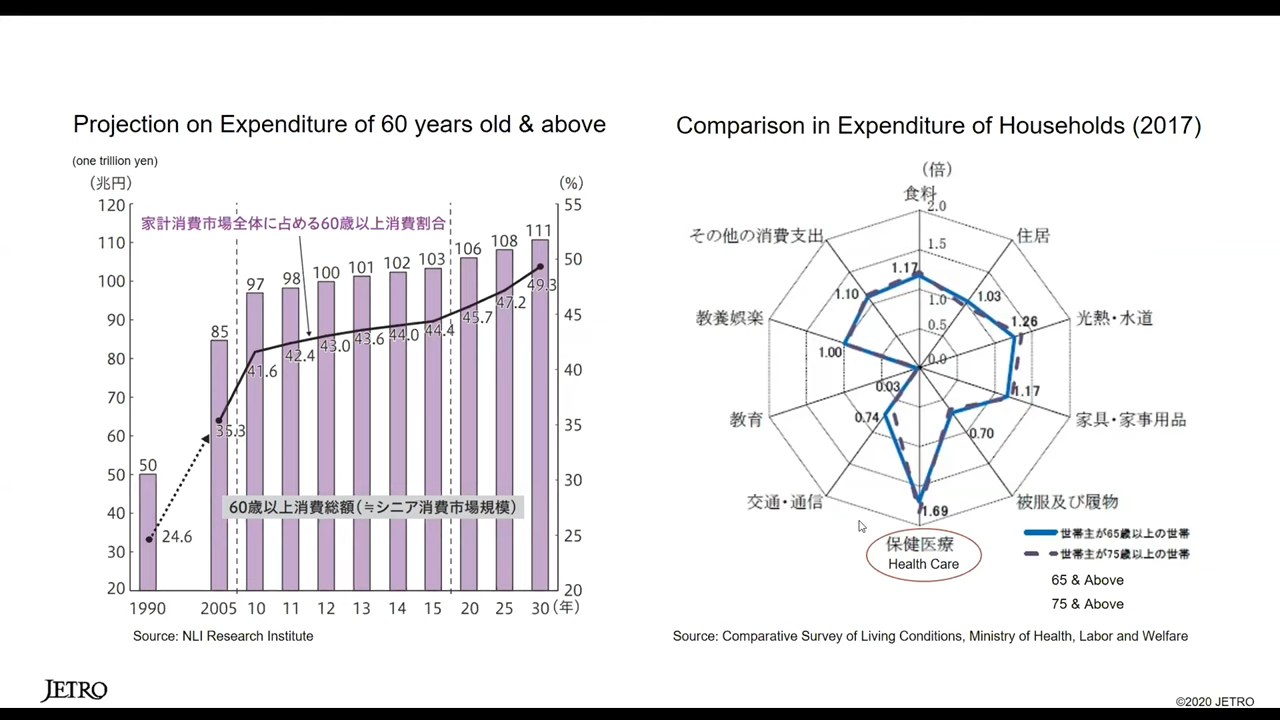 Projection on Expenditure of 60 years old & above
(one trillion yen)
(兆円)
(%)
120
110
100
90
80
70
60
50
40
30
20
55
50
45
40
35
30
25
20
家計消費市場全体に占める60歳以上消費割合
50
85
97
98
100
101
102
103
106
108
111
24.6
35.3
41.6
42.4
43.0
43.6
44.0
44.4
45.7
47.2
49.3
60歳以上消費総額(≒シニア消費市場規模)
1990 2005 10 11 12 13 14 15 20 25 30(年)
Source: NLI Research Institute
Comparison in Expenditure of Households (2017)
(倍)
食料
2.0
1.5
1.0
0.5
0.0
住居
光熱・水道
家具・家事用品
被服及び履物
保健医療
Health Care
交通・通信
教育
教養娯楽
その他の消費支出
1.17
1.03
1.26
1.17
0.70
1.69
0.74
0.03
1.00
1.10
世帯主が65歳以上の世帯
世帯主が75歳以上の世帯
65 & Above
75 & Above
Source: Comparative Survey of Living Conditions, Ministry of Health, Labor and Welfare
JETRO
©2020 JETRO